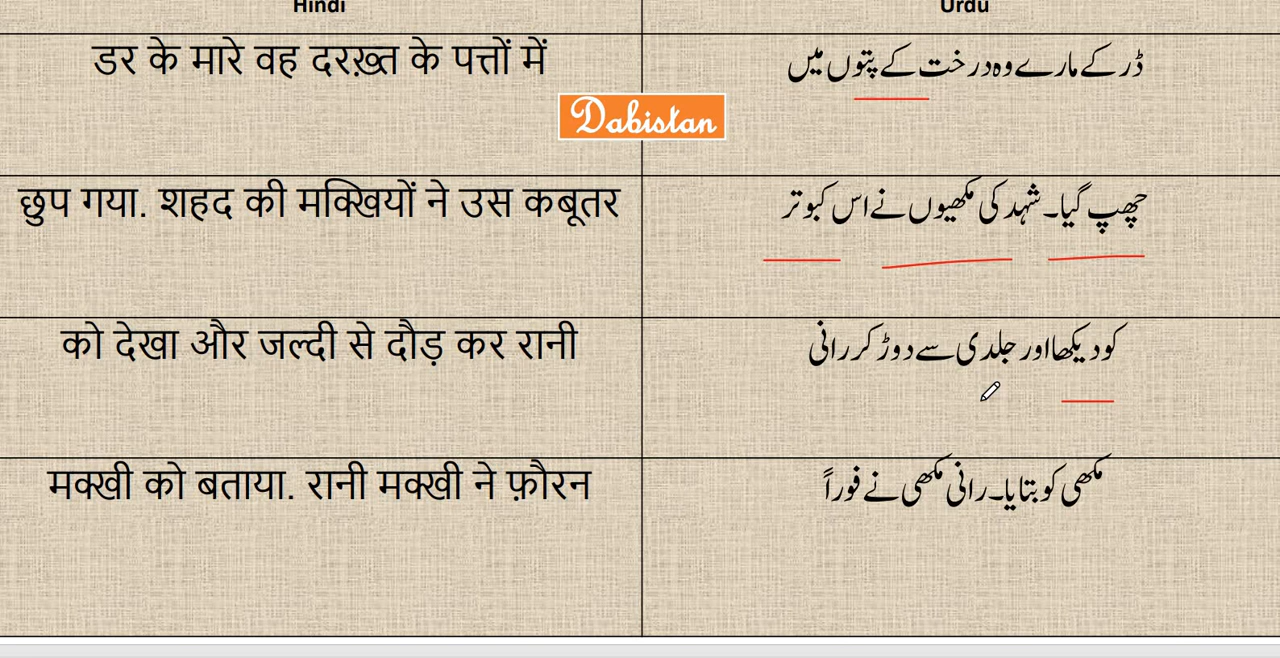 Hindi Urdu
डर के मारे वह दरख़्त के पत्तों में
ڈر کے مارے وہ درخت کے پتوں میں
Dabistan
छुप गया. शहद की मक्खियों ने उस कबूतर
چھپ گیا۔ شہد کی مکھیوں نے اس کبوتر
को देखा और जल्दी से दौड़ कर रानी
کو دیکھا اور جلدی سے دوڑ کر رانی
मक्खी को बताया. रानी मक्खी ने फ़ौरन
مکھی کو بتایا۔ رانی مکھی نے فوراً